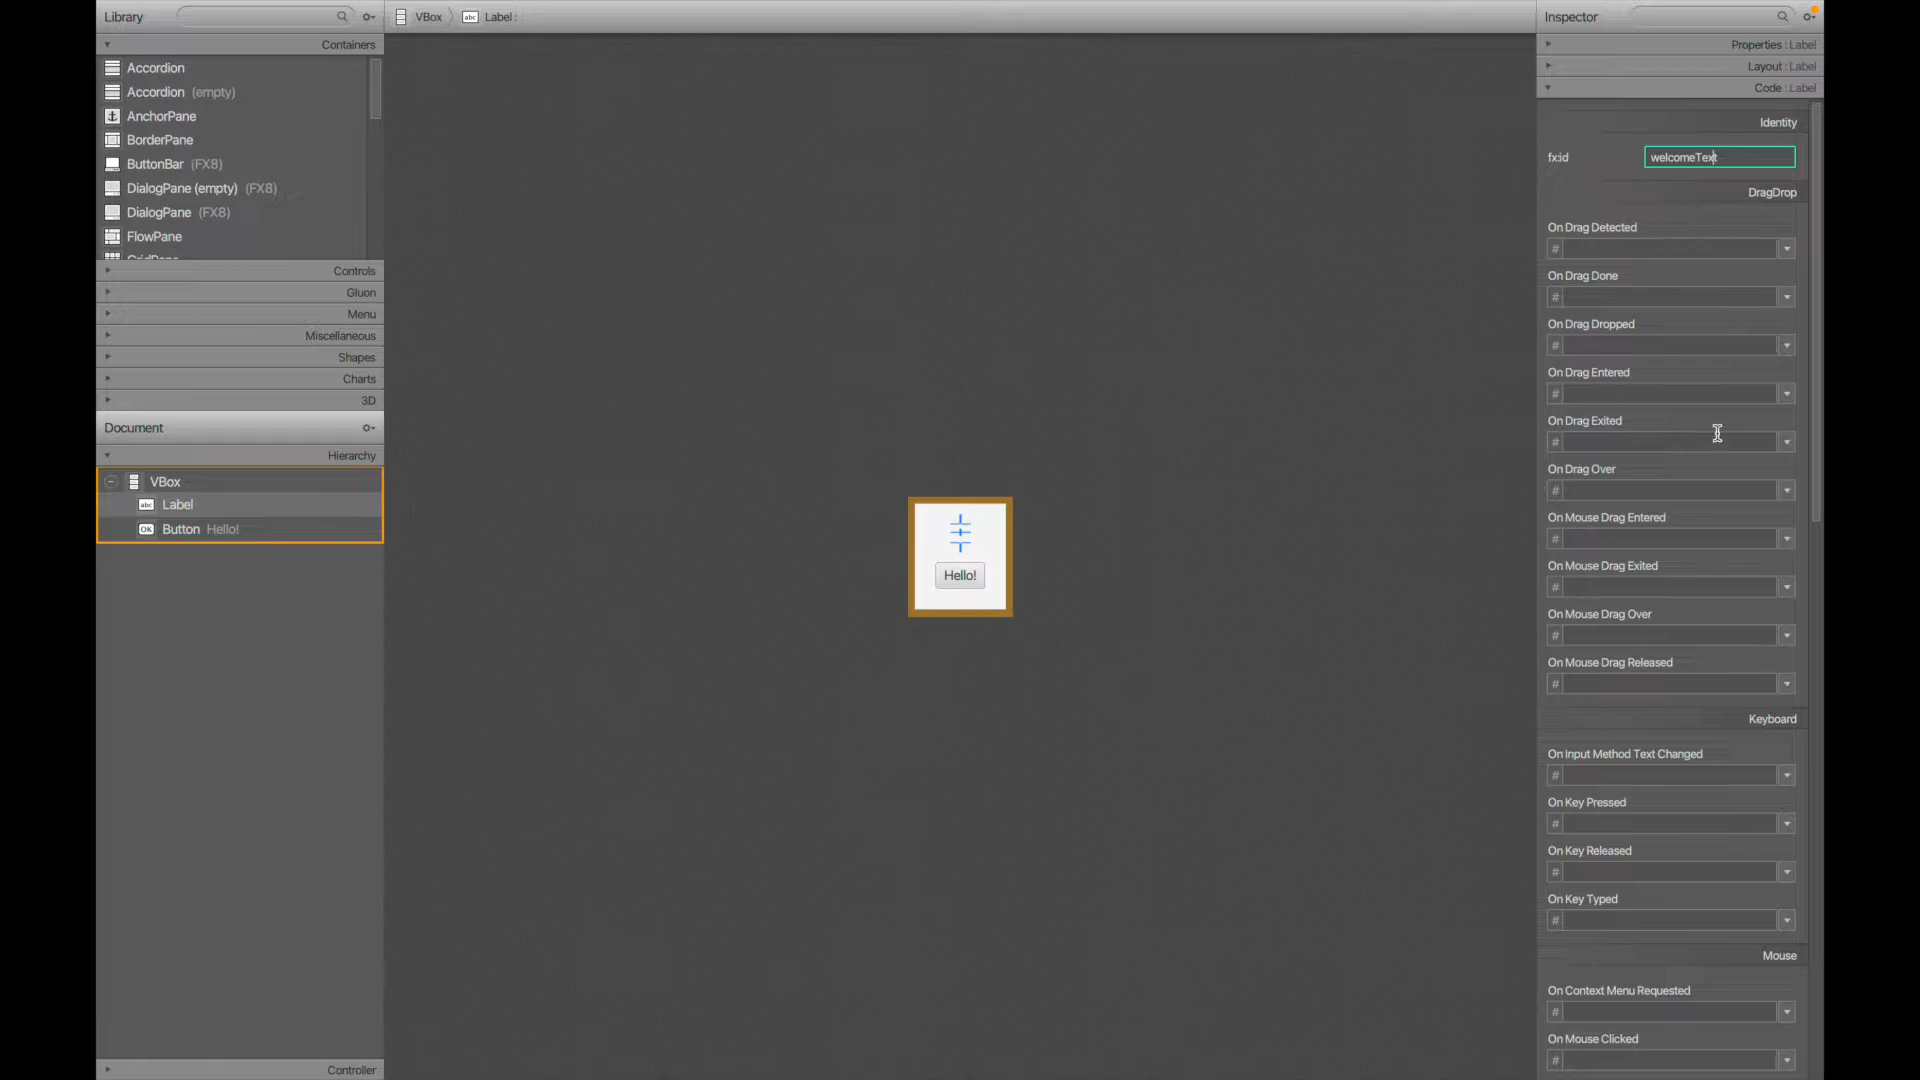 Library
Containers
Accordion
Accordion (empty)
AnchorPane
BorderPane
ButtonBar (FX8)
DialogPane (empty) (FX8)
DialogPane (FX8)
FlowPane
GridPane
Controls
Gluon
Menu
Miscellaneous
Shapes
Charts
3D
Document
Hierarchy
VBox
abc Label
OK Button Hello!
Controller
VBox abc Label :
Hello!
Inspector
Properties : Label
Layout : Label
Code : Label
Identity
fx:id welcomeText
DragDrop
On Drag Detected
#
On Drag Done
#
On Drag Dropped
#
On Drag Entered
#
On Drag Exited
#
On Drag Over
#
On Mouse Drag Entered
#
On Mouse Drag Exited
#
On Mouse Drag Over
#
On Mouse Drag Released
#
Keyboard
On Input Method Text Changed
#
On Key Pressed
#
On Key Released
#
On Key Typed
#
Mouse
On Context Menu Requested
#
On Mouse Clicked
#